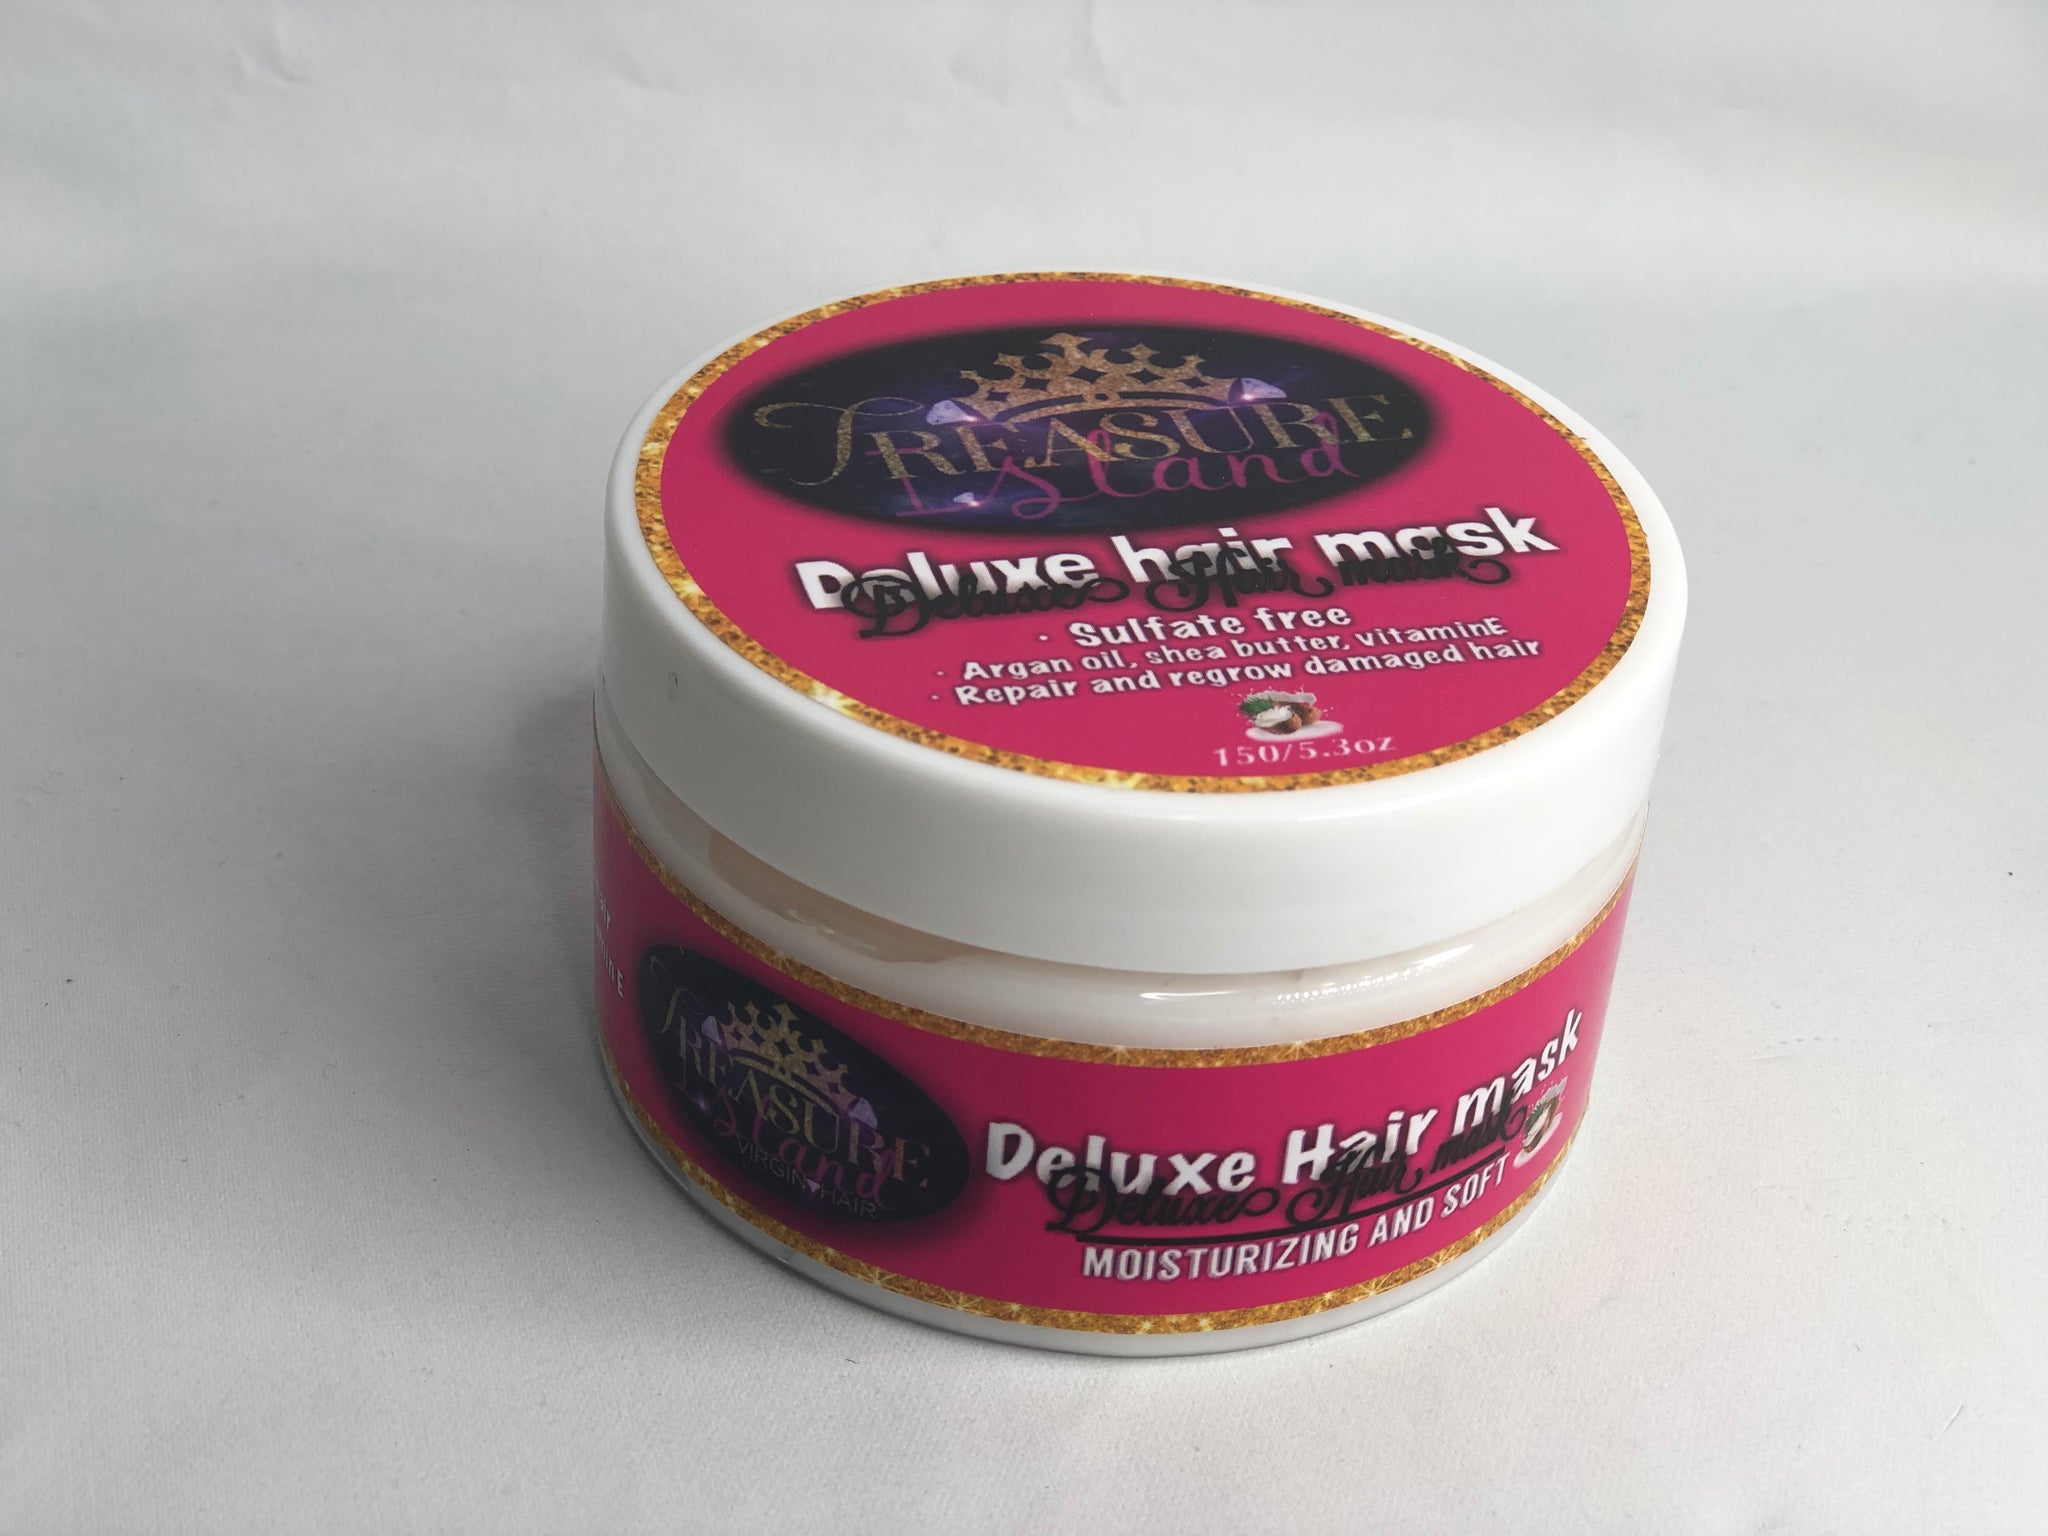 TREASURE
Island
Deluxe hair mask
Deluxe Hair mask
· Sulfate free
· Argan oil, shea butter, vitaminE
· Repair and regrow damaged hair
150/5.3oz
TREASURE
Island
VIRGIN HAIR
Deluxe Hair mask
Deluxe Hair mask
MOISTURIZING AND SOFT